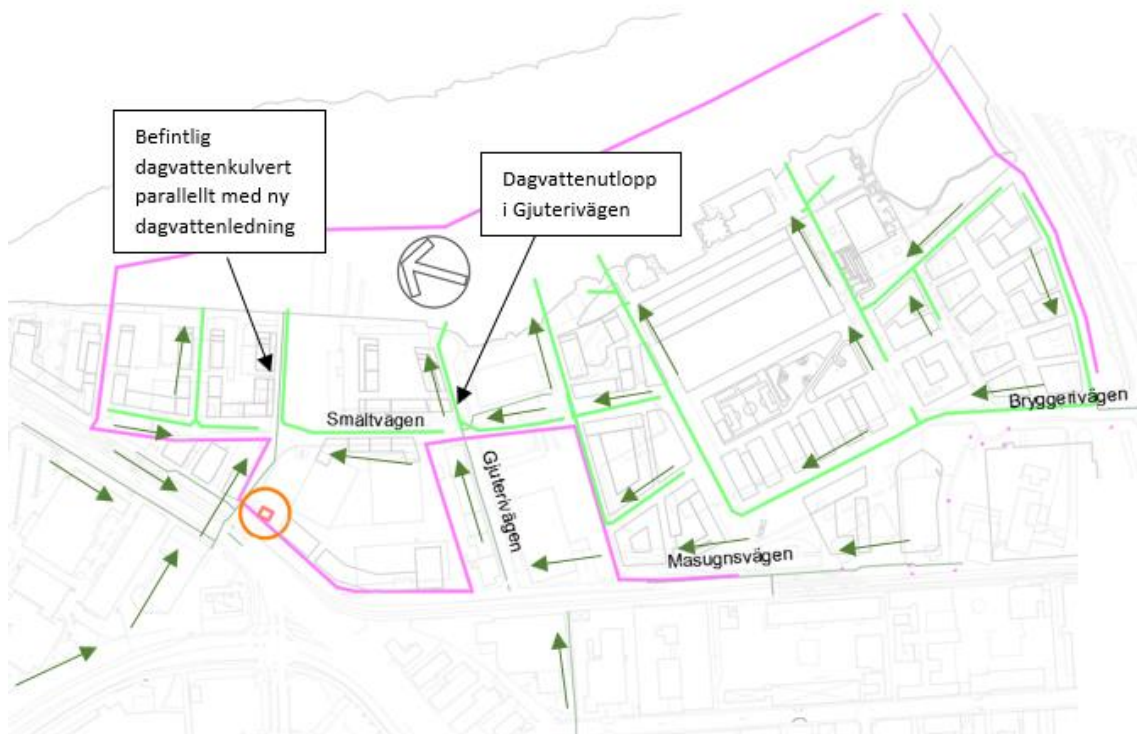 Befintlig
dagvattenkulvert
parallellt med ny
dagvattenledning
Dagvattenutlopp
i Gjuterivägen
Smältvägen
Bryggerivägen
Gjuterivägen
Masugnsvägen